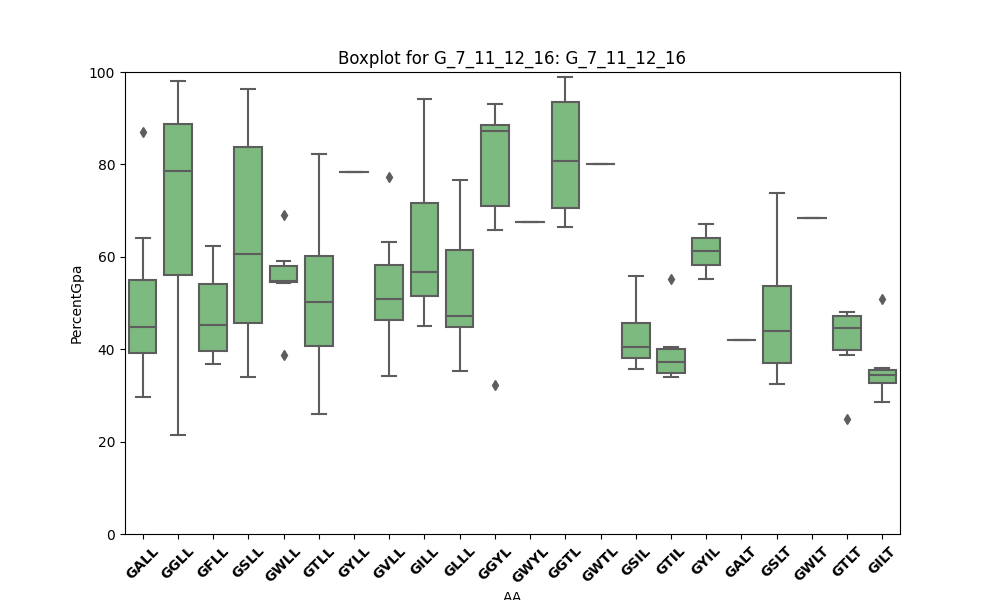 Boxplot for G_7_11_12_16: G_7_11_12_16
PercentGpa
100
80
60
40
20
0
GALL GGLL GFLL GSLL GWLL GTLL GYLL GVLL GILL GLLL GGYL GWYL GGTL GWTL GSIL GTIL GYIL GALT GSLT GWLT GTLT GILT
AA